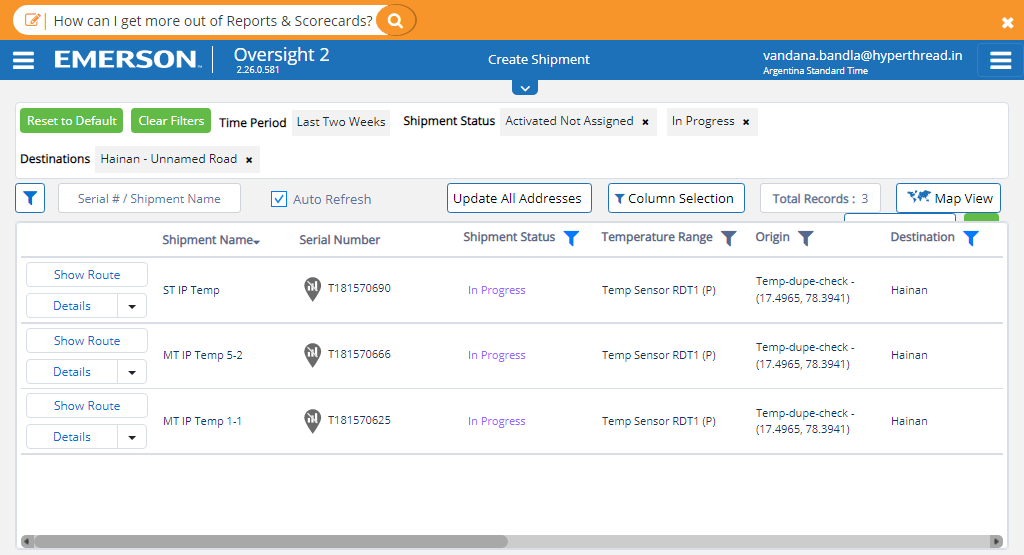 How can I get more out of Reports & Scorecards?
EMERSON Oversight 2
2.26.0.581
Create Shipment
vandana.bandla@hyperthread.in
Argentina Standard Time
Reset to Default Clear Filters Time Period Last Two Weeks Shipment Status Activated Not Assigned × In Progress ×
Destinations Hainan - Unnamed Road ×
Serial # / Shipment Name Auto Refresh Update All Addresses Column Selection Total Records : 3 Map View
Shipment Name Serial Number Shipment Status Temperature Range Origin Destination
Show Route
Details
ST IP Temp T181570690 In Progress Temp Sensor RDT1 (P) Temp-dupe-check - Hainan
(17.4965, 78.3941)
Show Route
Details
MT IP Temp 5-2 T181570666 In Progress Temp Sensor RDT1 (P) Temp-dupe-check - Hainan
(17.4965, 78.3941)
Show Route
Details
MT IP Temp 1-1 T181570625 In Progress Temp Sensor RDT1 (P) Temp-dupe-check - Hainan
(17.4965, 78.3941)